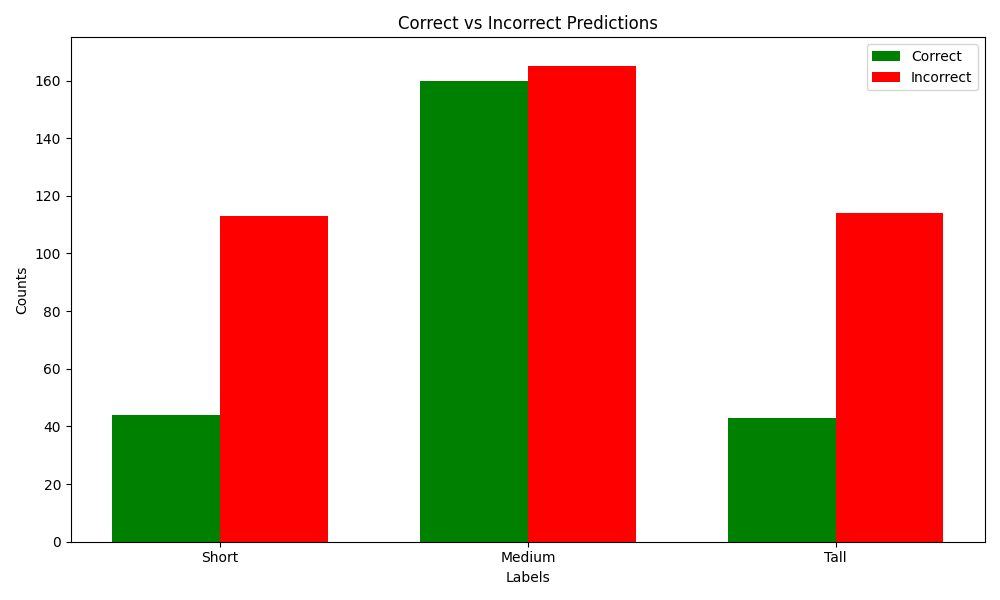 Correct vs Incorrect Predictions
Correct
Incorrect
Counts
160
140
120
100
80
60
40
20
0
Short
Medium
Tall
Labels